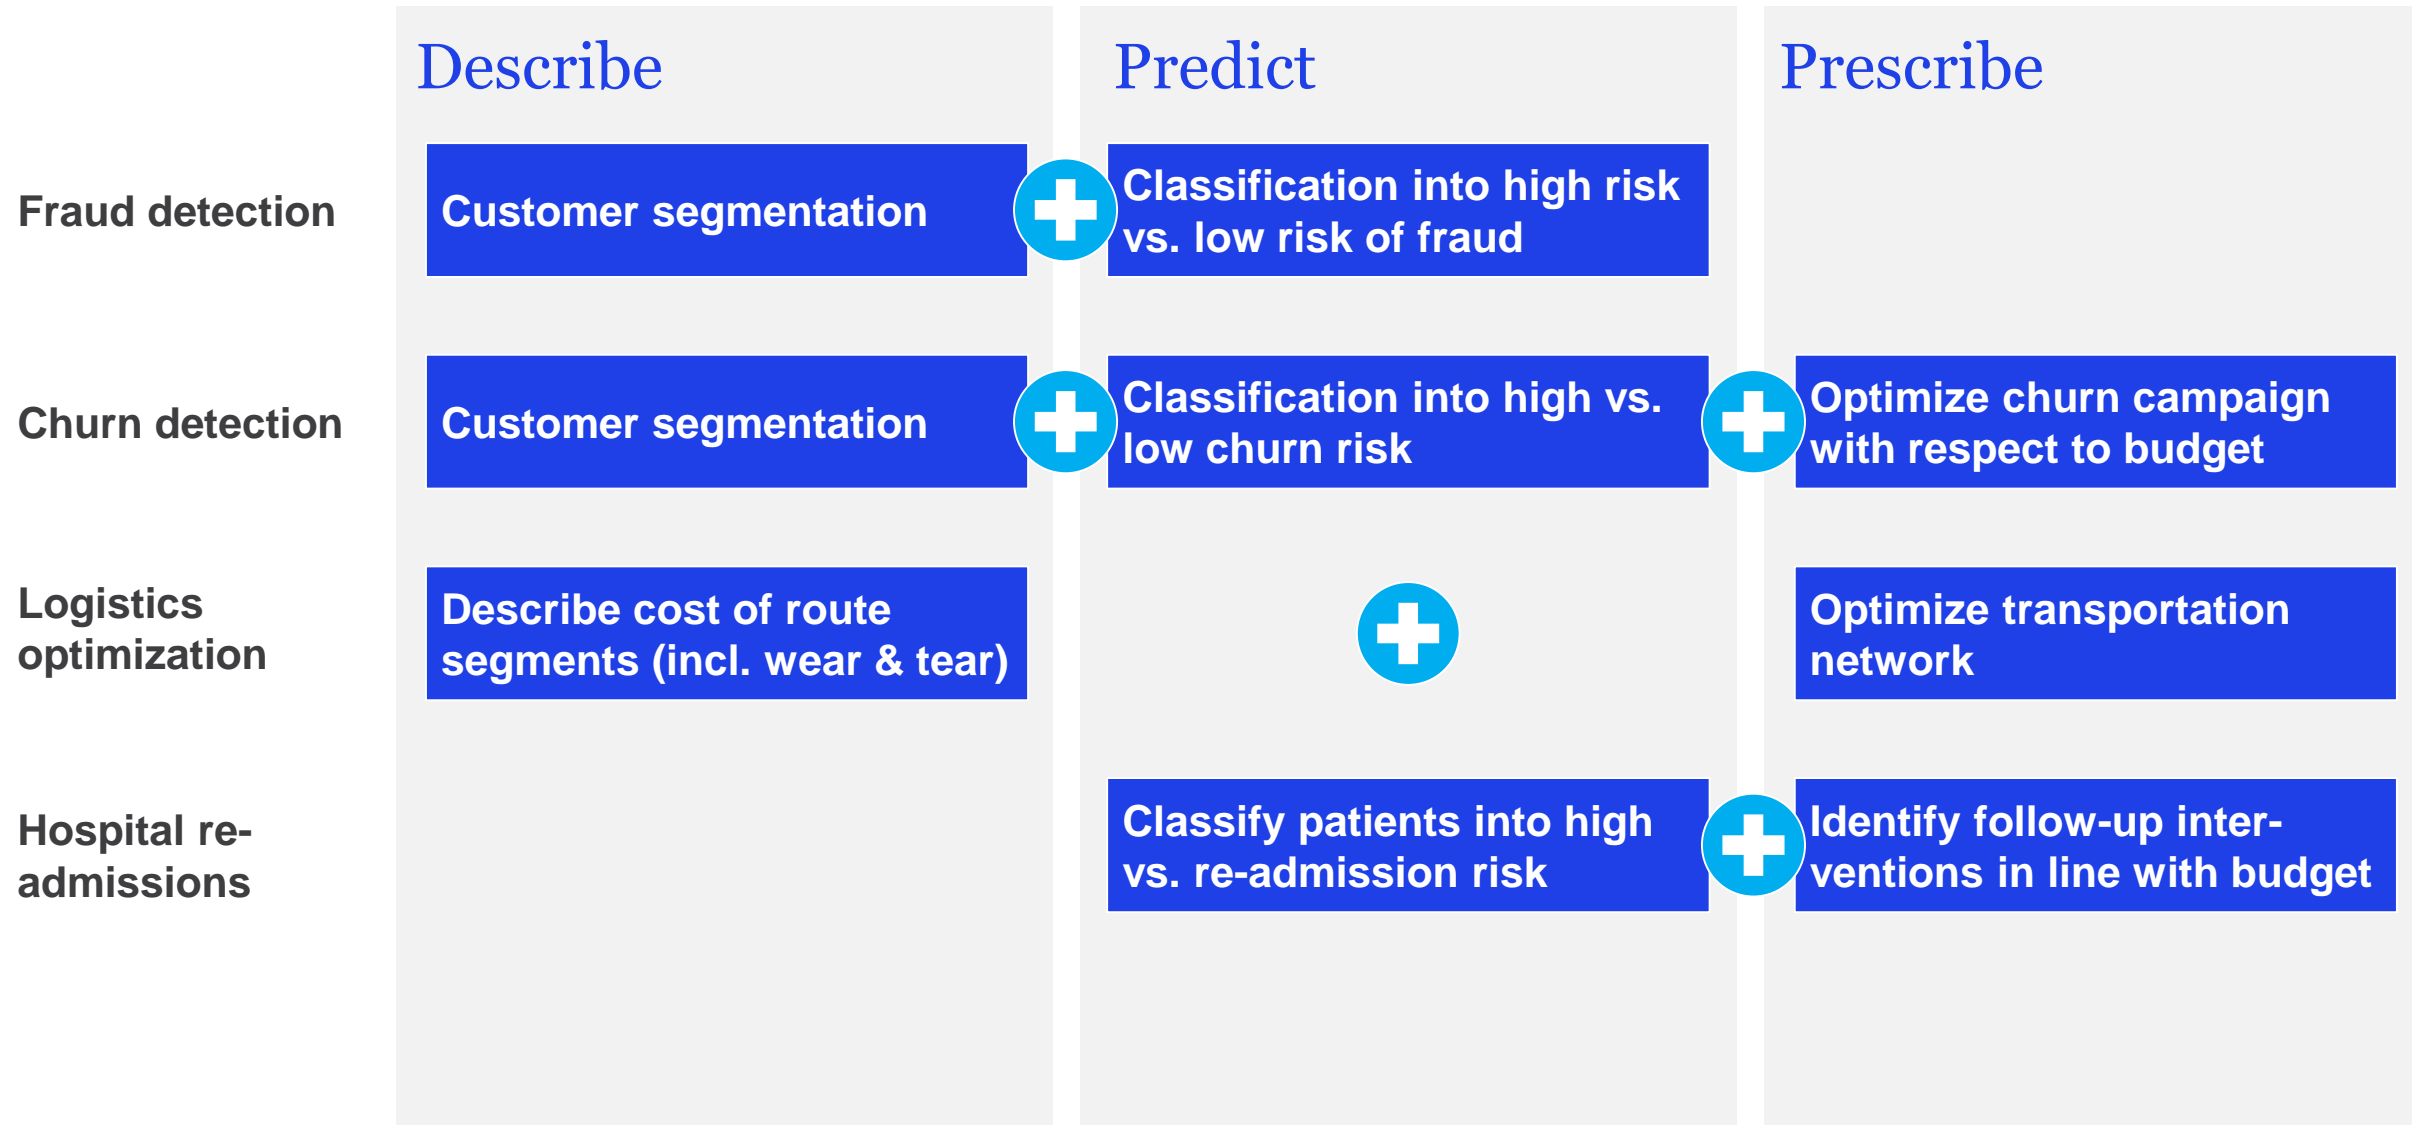 Describe
Predict
Prescribe
Fraud detection
Customer segmentation
Classification into high risk
vs. low risk of fraud
Churn detection
Customer segmentation
Classification into high vs.
low churn risk
Optimize churn campaign
with respect to budget
Logistics
optimization
Describe cost of route
segments (incl. wear & tear)
Optimize transportation
network
Hospital re-
admissions
Classify patients into high
vs. re-admission risk
Identify follow-up inter-
ventions in line with budget